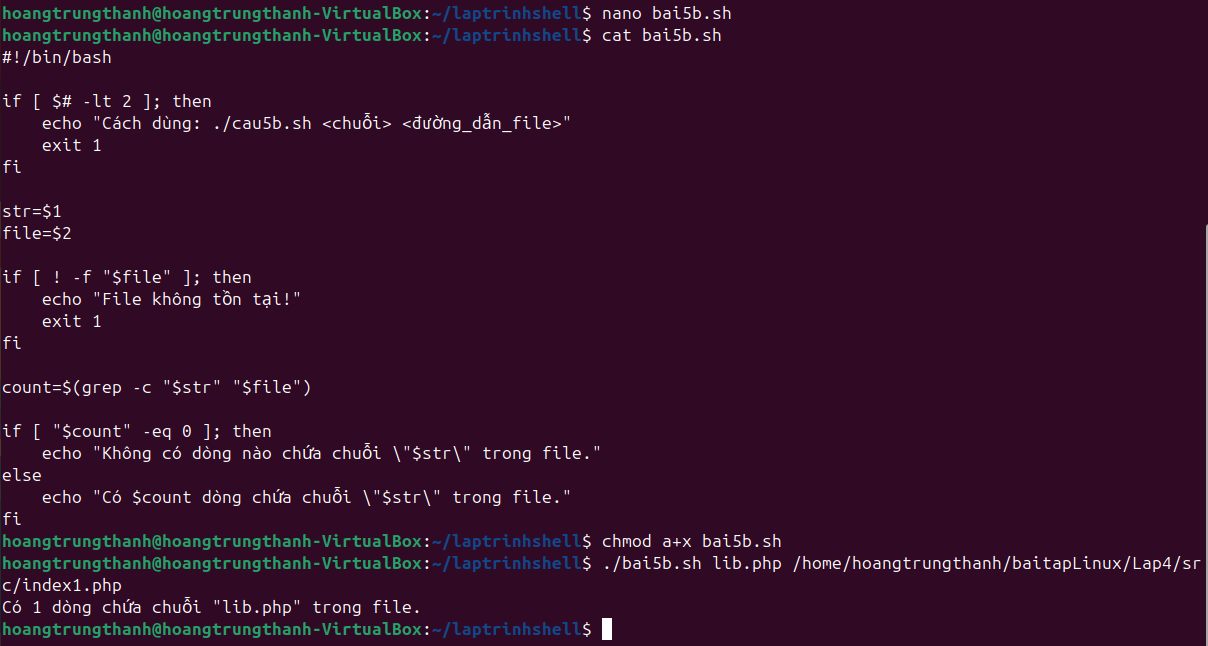 hoangtrungthanh@hoangtrungthanh-VirtualBox:~/laptrinhshell$ nano bai5b.sh
hoangtrungthanh@hoangtrungthanh-VirtualBox:~/laptrinhshell$ cat bai5b.sh
#!/bin/bash

if [ $# -lt 2 ]; then
    echo "Cách dùng: ./cau5b.sh <chuỗi> <đường_dẫn_file>"
    exit 1
fi

str=$1
file=$2

if [ ! -f "$file" ]; then
    echo "File không tồn tại!"
    exit 1
fi

count=$(grep -c "$str" "$file")

if [ "$count" -eq 0 ]; then
    echo "Không có dòng nào chứa chuỗi \"$str\" trong file."
else
    echo "Có $count dòng chứa chuỗi \"$str\" trong file."
fi
hoangtrungthanh@hoangtrungthanh-VirtualBox:~/laptrinhshell$ chmod a+x bai5b.sh
hoangtrungthanh@hoangtrungthanh-VirtualBox:~/laptrinhshell$ ./bai5b.sh lib.php /home/hoangtrungthanh/baitapLinux/Lap4/sr
c/index1.php
Có 1 dòng chứa chuỗi "lib.php" trong file.
hoangtrungthanh@hoangtrungthanh-VirtualBox:~/laptrinhshell$